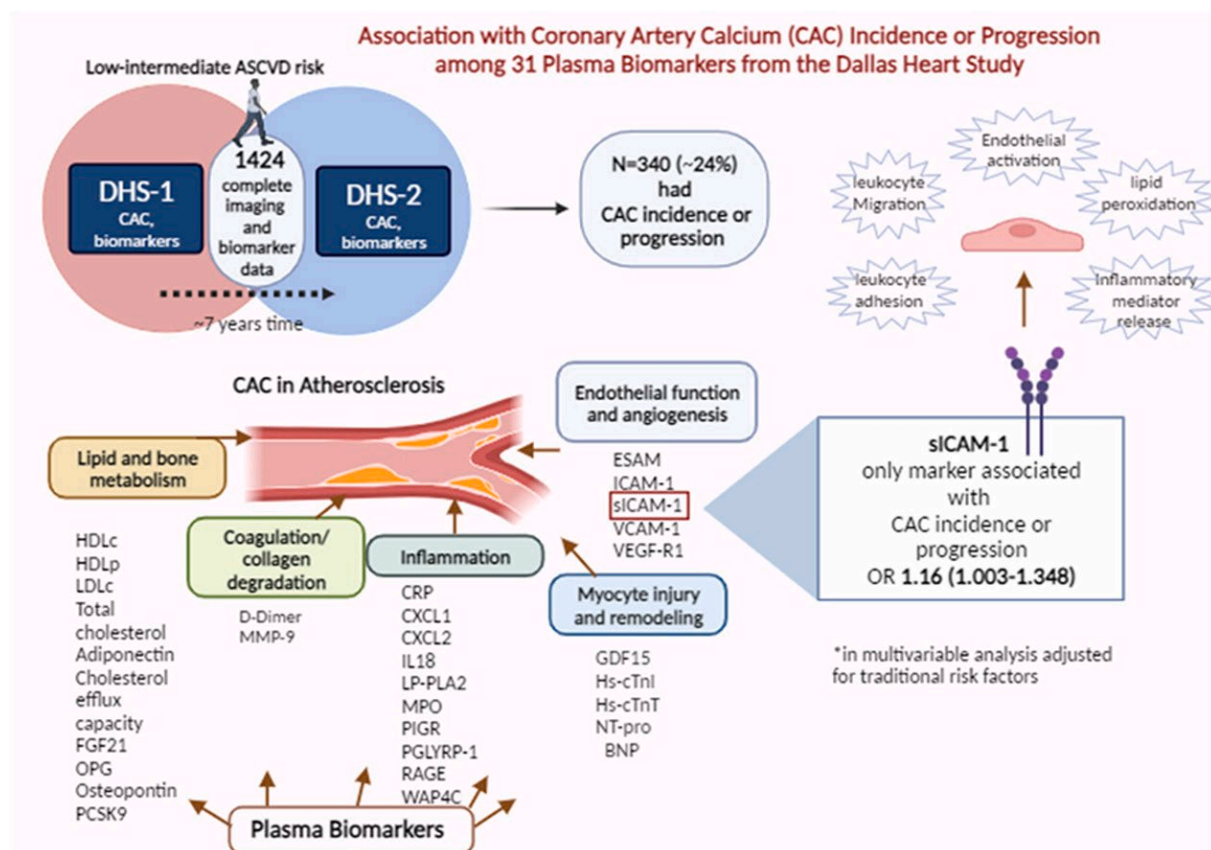 Association with Coronary Artery Calcium (CAC) Incidence or Progression
among 31 Plasma Biomarkers from the Dallas Heart Study
Low-intermediate ASCVD risk
DHS-1
CAC,
biomarkers
1424
complete
imaging
and
biomarker
data
DHS-2
CAC,
biomarkers
~7 years time
N=340 (~24%)
had
CAC incidence or
progression
Endothelial
activation
leukocyte
Migration
lipid
peroxidation
leukocyte
adhesion
Inflammatory
mediator
release
CAC in Atherosclerosis
Lipid and bone
metabolism
HDLc
HDLp
LDLc
Total
cholesterol
Adiponectin
Cholesterol
efflux
capacity
FGF21
OPG
Osteopontin
PCSK9
Coagulation/
collagen
degradation
D-Dimer
MMP-9
Inflammation
CRP
CXCL1
CXCL2
IL18
LP-PLA2
MPO
PIGR
PGLYRP-1
RAGE
WAP4C
Endothelial function
and angiogenesis
ESAM
ICAM-1
sICAM-1
VCAM-1
VEGF-R1
Myocyte injury
and remodeling
GDF15
Hs-cTnI
Hs-cTnT
NT-pro
BNP
sICAM-1
only marker associated
with
CAC incidence or
progression
OR 1.16 (1.003-1.348)
*in multivariable analysis adjusted
for traditional risk factors
Plasma Biomarkers